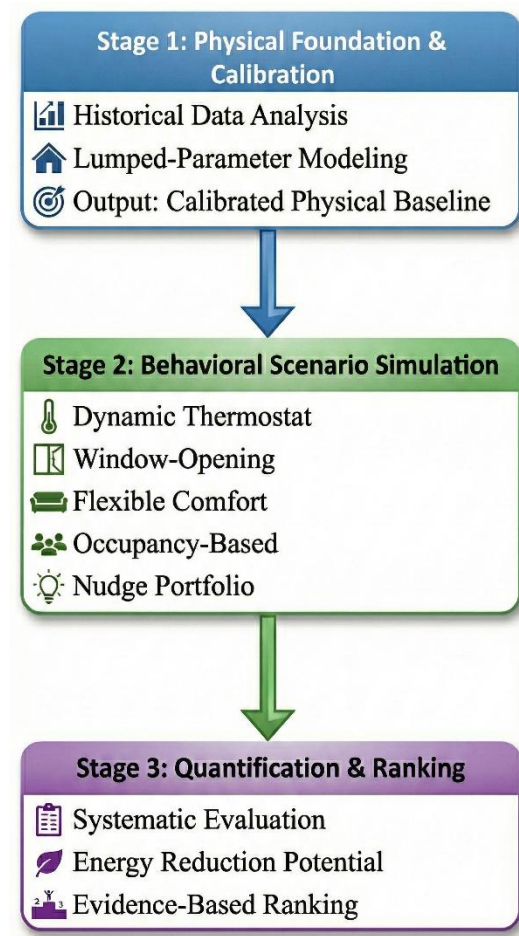 Stage 1: Physical Foundation &
Calibration
Historical Data Analysis
Lumped-Parameter Modeling
Output: Calibrated Physical Baseline
Stage 2: Behavioral Scenario Simulation
Dynamic Thermostat
Window-Opening
Flexible Comfort
Occupancy-Based
Nudge Portfolio
Stage 3: Quantification & Ranking
Systematic Evaluation
Energy Reduction Potential
2 3 Evidence-Based Ranking